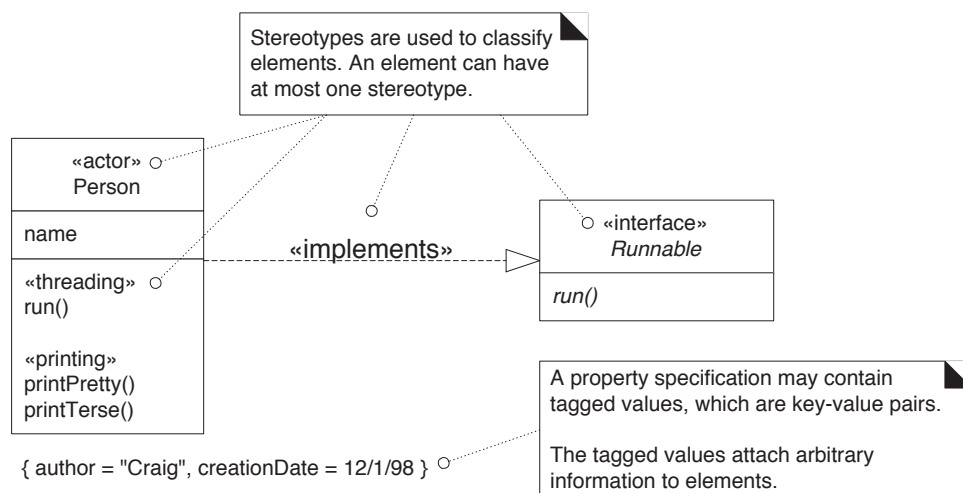 Stereotypes are used to classify
elements. An element can have
at most one stereotype.
«actor»
Person
name
«threading»
run()
«printing»
printPretty()
printTerse()
«implements»
«interface»
Runnable
run()
A property specification may contain
tagged values, which are key-value pairs.
The tagged values attach arbitrary
information to elements.
{ author = "Craig", creationDate = 12/1/98 }